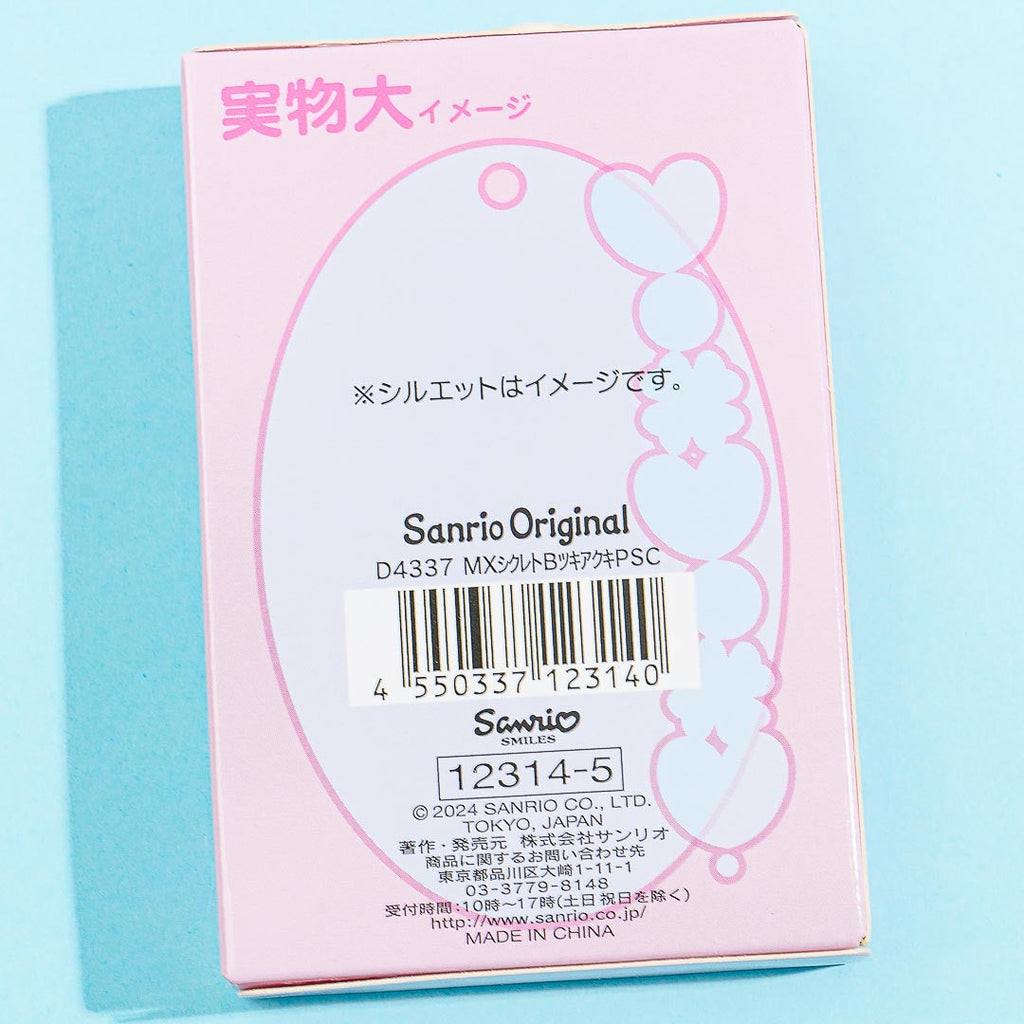 実物大イメージ
※シルエットはイメージです。
Sanrio Original
D4337 MXシクレトBツキアクキPSC
4 550337 123140
Sanrio
SMILES
12314-5
© 2024 SANRIO CO., LTD.
TOKYO, JAPAN
著作・発売元 株式会社サンリオ
商品に関するお問い合わせ先
東京都品川区大崎1-11-1
03-3779-8148
受付時間:10時～17時(土日祝日を除く)
http://www.sanrio.co.jp/
MADE IN CHINA